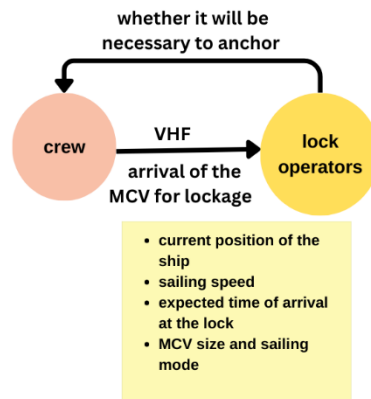 whether it will be
necessary to anchor
crew
VHF
lock
operators
arrival of the
MCV for lockage
• current position of the
ship
• sailing speed
• expected time of arrival
at the lock
• MCV size and sailing
mode